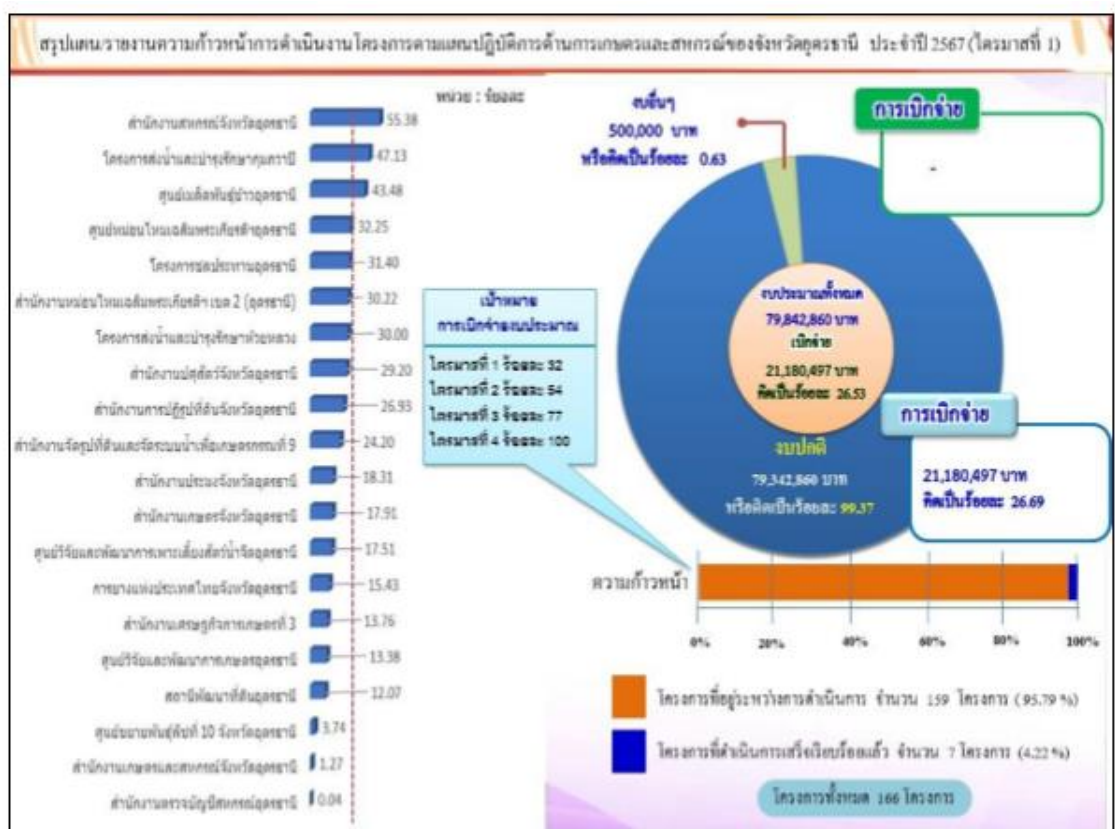 สรุปแผน/รายงานความก้าวหน้าการดำเนินงานโครงการตามแผนปฏิบัติการด้านการเกษตรและสหกรณ์ของจังหวัดอุดรธานี ประจำปี 2567 (ไตรมาสที่ 1)
หน่วย : ร้อยละ
สำนักงานสหกรณ์จังหวัดอุดรธานี 55.38
โครงการส่งน้ำและบำรุงรักษากุมภวาปี 47.13
ศูนย์เมล็ดพันธุ์ข้าวอุดรธานี 43.48
ศูนย์หม่อนไหมเฉลิมพระเกียรติฯอุดรธานี 32.25
โครงการชลประทานอุดรธานี 31.40
สำนักงานหม่อนไหมเฉลิมพระเกียรติฯ เขต 2 (อุดรธานี) 30.22
โครงการส่งน้ำและบำรุงรักษาห้วยหลวง 30.00
สำนักงานปศุสัตว์จังหวัดอุดรธานี 29.20
สำนักงานการปฏิรูปที่ดินจังหวัดอุดรธานี 26.93
สำนักงานจัดรูปที่ดินและจัดระบบน้ำเพื่อเกษตรกรรมที่ 9 24.20
สำนักงานประมงจังหวัดอุดรธานี 18.31
สำนักงานเกษตรจังหวัดอุดรธานี 17.91
ศูนย์วิจัยและพัฒนาการเพาะเลี้ยงสัตว์น้ำจืดอุดรธานี 17.51
การยางแห่งประเทศไทยจังหวัดอุดรธานี 15.43
สำนักงานเศรษฐกิจการเกษตรที่ 3 13.76
ศูนย์วิจัยและพัฒนาการเกษตรอุดรธานี 13.38
สถานีพัฒนาที่ดินอุดรธานี 12.07
ศูนย์ขยายพันธุ์พืชที่ 10 จังหวัดอุดรธานี 3.74
สำนักงานเกษตรและสหกรณ์จังหวัดอุดรธานี 1.27
สำนักงานตรวจบัญชีสหกรณ์อุดรธานี 0.04
เป้าหมาย
การเบิกจ่ายงบประมาณ
ไตรมาสที่ 1 ร้อยละ 32
ไตรมาสที่ 2 ร้อยละ 54
ไตรมาสที่ 3 ร้อยละ 77
ไตรมาสที่ 4 ร้อยละ 100
งบอื่นๆ
500,000 บาท
หรือคิดเป็นร้อยละ 0.63
การเบิกจ่าย
-
งบประมาณทั้งหมด
79,842,860 บาท
เบิกจ่าย
21,180,497 บาท
คิดเป็นร้อยละ 26.53
งบปกติ
79,342,860 บาท
หรือคิดเป็นร้อยละ 99.37
การเบิกจ่าย
21,180,497 บาท
คิดเป็นร้อยละ 26.69
ความก้าวหน้า
0% 20% 40% 60% 80% 100%
โครงการที่อยู่ระหว่างการดำเนินการ จำนวน 159 โครงการ (95.79 %)
โครงการที่ดำเนินการเสร็จเรียบร้อยแล้ว จำนวน 7 โครงการ (4.22 %)
โครงการทั้งหมด 166 โครงการ